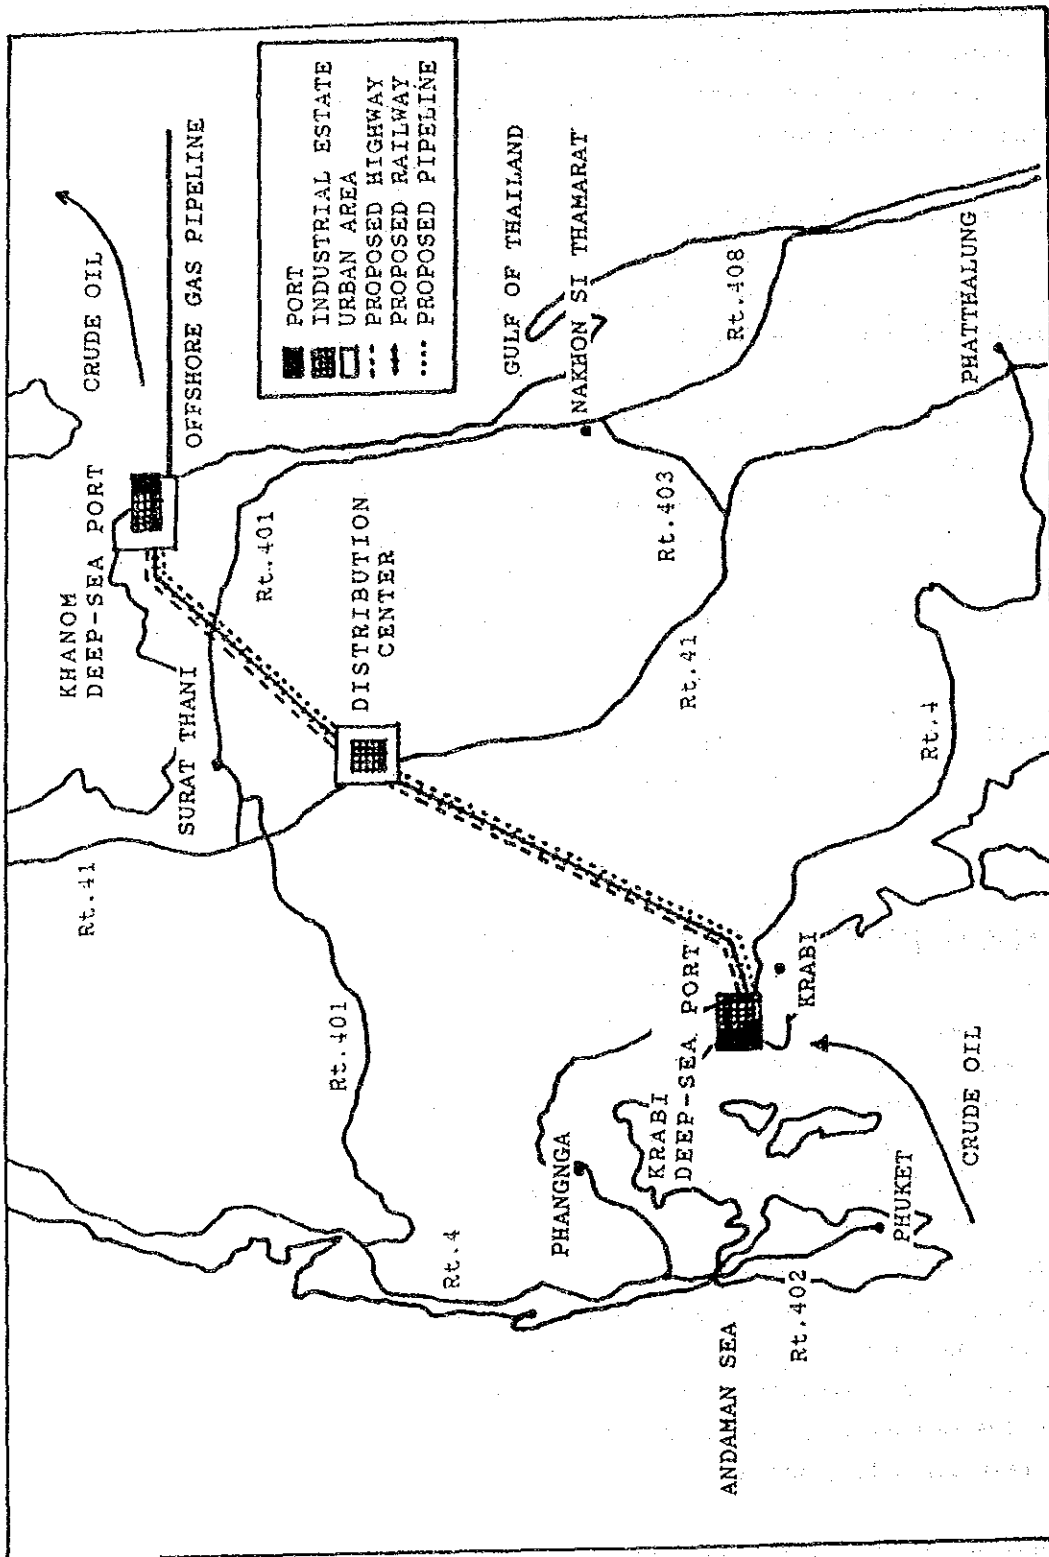 KHANOM
DEEP-SEA PORT
CRUDE OIL
OFFSHORE GAS PIPELINE
PORT
INDUSTRIAL ESTATE
URBAN AREA
PROPOSED HIGHWAY
PROPOSED RAILWAY
PROPOSED PIPELINE
Rt.41
SURAT THANI
Rt.401
Rt.401
DISTRIBUTION
CENTER
GULF OF THAILAND
NAKHON SI THAMARAT
Rt.4
PHANGNGA
Rt.403
Rt.408
KRABI
DEEP-SEA PORT
Rt.41
ANDAMAN SEA
Rt.402
KRABI
PHUKET
Rt.4
PHATTHALUNG
CRUDE OIL